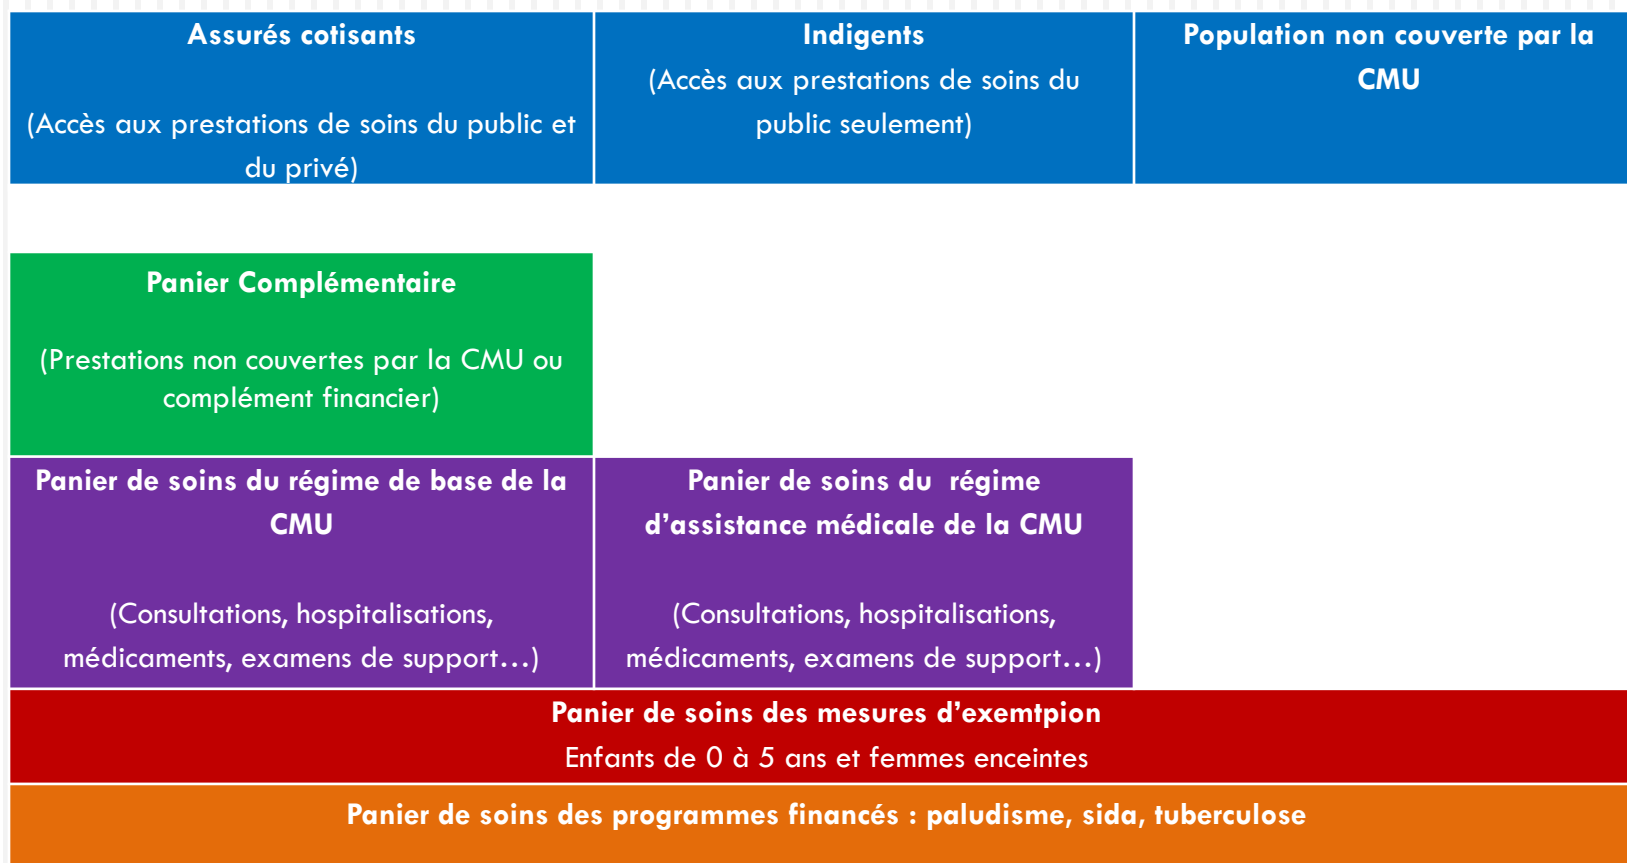 Assurés cotisants
(Accès aux prestations de soins du public et
du privé)
Indigents
(Accès aux prestations de soins du
public seulement)
Population non couverte par la
CMU
Panier Complémentaire
(Prestations non couvertes par la CMU ou
complément financier)
Panier de soins du régime de base de la
CMU
(Consultations, hospitalisations,
médicaments, examens de support…)
Panier de soins du régime
d’assistance médicale de la CMU
(Consultations, hospitalisations,
médicaments, examens de support…)
Panier de soins des mesures d’exemtpion
Enfants de 0 à 5 ans et femmes enceintes
Panier de soins des programmes financés : paludisme, sida, tuberculose